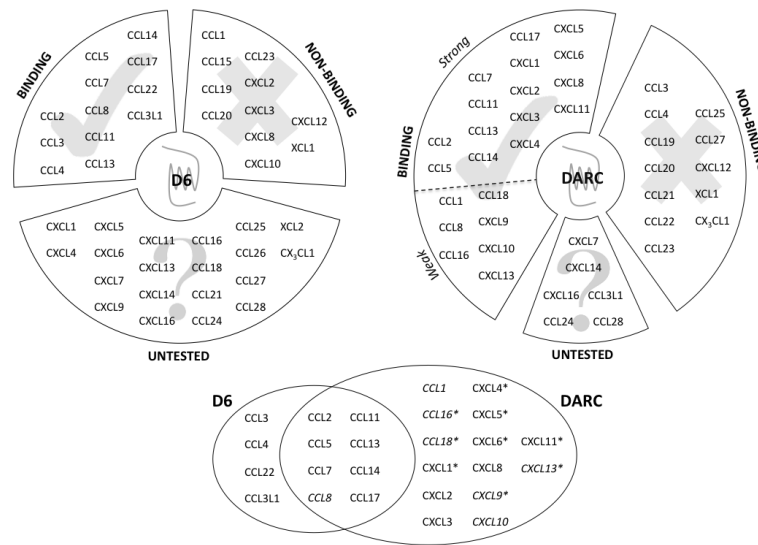 BINDING
CCL14
CCL5
CCL17
CCL7
CCL22
CCL2
CCL8
CCL3L1
CCL3
CCL11
CCL4
CCL13
NON-BINDING
CCL1
CCL15
CCL23
CCL19
CXCL2
CCL20
CXCL3
CXCL12
CXCL8
XCL1
CXCL10
D6
CXCL1
CXCL5
CXCL11
CCL16
CCL25
XCL2
CXCL4
CXCL6
CXCL13
CCL18
CCL26
CX₃CL1
CXCL7
CXCL14
CCL21
CCL27
CXCL9
CXCL16
CCL24
CCL28
?
UNTESTED
BINDING
Strong
CCL17
CXCL5
CXCL1
CXCL6
CCL7
CXCL2
CXCL8
CCL11
CXCL3
CXCL11
CCL2
CCL13
CXCL4
CCL5
CCL14
Weak
CCL1
CCL18
CCL8
CXCL9
CCL16
CXCL10
CXCL13
DARC
NON-BINDING
CCL3
CCL4
CCL25
CCL19
CCL27
CCL20
CXCL12
CCL21
XCL1
CCL22
CX₃CL1
CCL23
CXCL7
CXCL14
CXCL16 CCL3L1
CCL24 CCL28
?
UNTESTED
D6
DARC
CCL3
CCL4
CCL22
CCL3L1
CCL2 CCL11
CCL5 CCL13
CCL7 CCL14
CCL8 CCL17
CCL1 CXCL4*
CCL16* CXCL5*
CCL18* CXCL6* CXCL11*
CXCL1* CXCL8 CXCL13*
CXCL2 CXCL9*
CXCL3 CXCL10